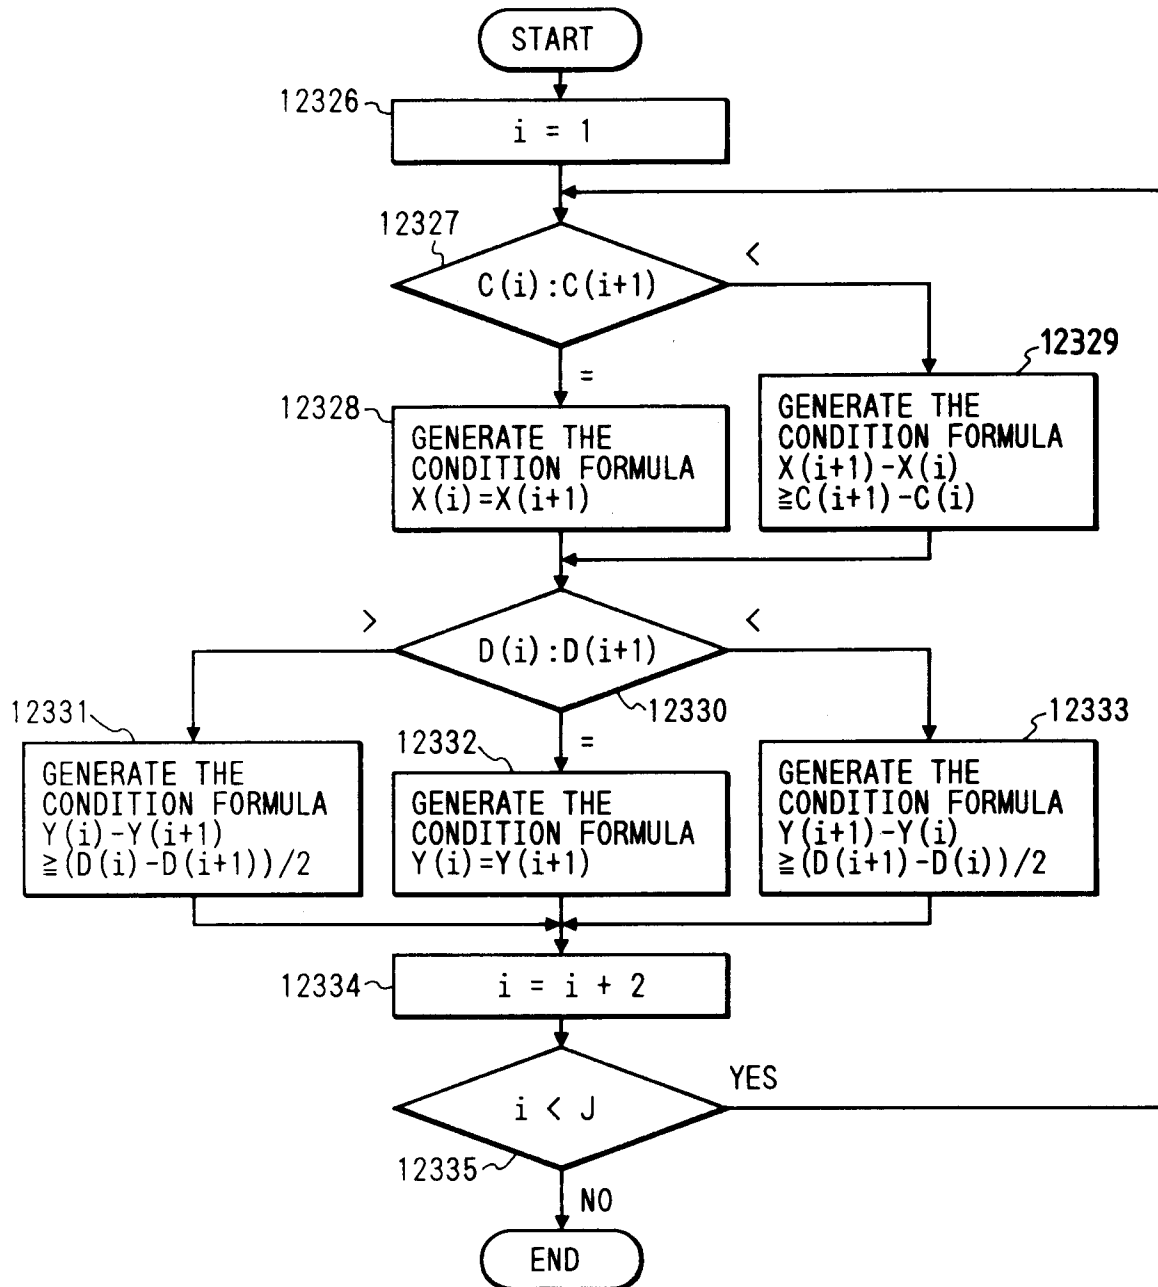 START
12326
i = 1
12327
C(i):C(i+1)
<
=
12328
GENERATE THE
CONDITION FORMULA
X(i)=X(i+1)
12329
GENERATE THE
CONDITION FORMULA
X(i+1)-X(i)
≧C(i+1)-C(i)
>
D(i):D(i+1)
<
12330
=
12331
GENERATE THE
CONDITION FORMULA
Y(i)-Y(i+1)
≧(D(i)-D(i+1))/2
12332
GENERATE THE
CONDITION FORMULA
Y(i)=Y(i+1)
12333
GENERATE THE
CONDITION FORMULA
Y(i+1)-Y(i)
≧(D(i+1)-D(i))/2
12334
i = i + 2
i < J
YES
12335
NO
END